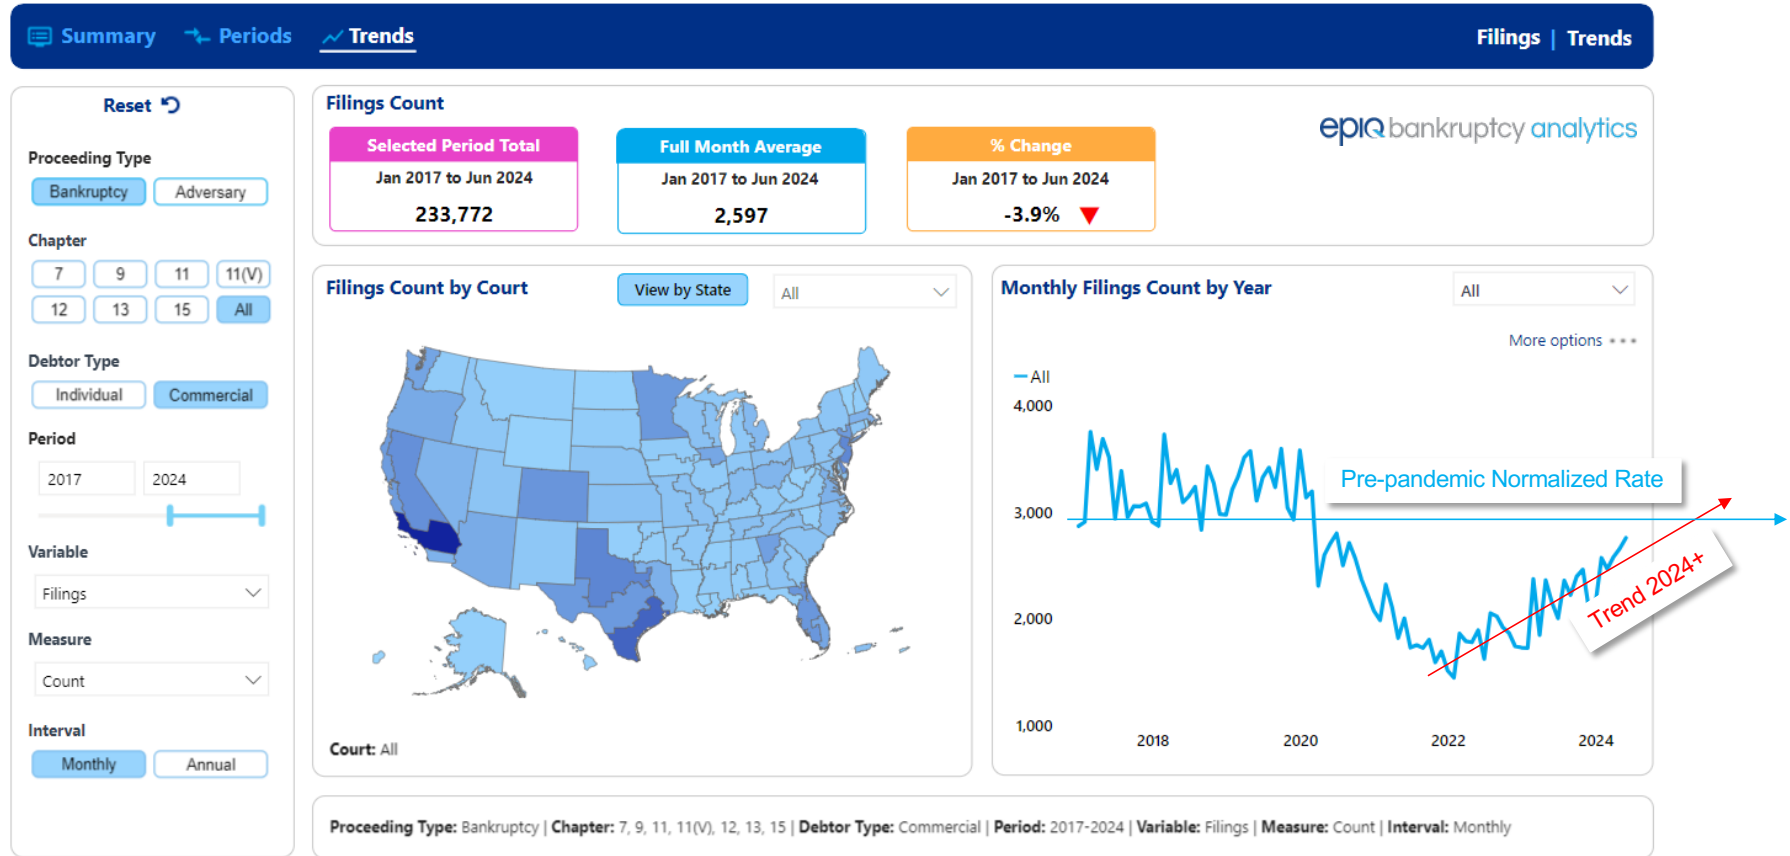 Summary Periods Trends
Filings | Trends
Reset
Proceeding Type
Bankruptcy Adversary
Chapter
7 9 11 11(V)
12 13 15 All
Debtor Type
Individual Commercial
Period
2017 2024
Variable
Filings
Measure
Count
Interval
Monthly Annual
Filings Count
Selected Period Total
Jan 2017 to Jun 2024
233,772
Full Month Average
Jan 2017 to Jun 2024
2,597
% Change
Jan 2017 to Jun 2024
-3.9%
epiq bankruptcy analytics
Filings Count by Court
View by State
All
Court: All
Monthly Filings Count by Year
All
More options
All
4,000
3,000
2,000
1,000
2018 2020 2022 2024
Pre-pandemic Normalized Rate
Trend 2024+
Proceeding Type: Bankruptcy | Chapter: 7, 9, 11, 11(V), 12, 13, 15 | Debtor Type: Commercial | Period: 2017-2024 | Variable: Filings | Measure: Count | Interval: Monthly